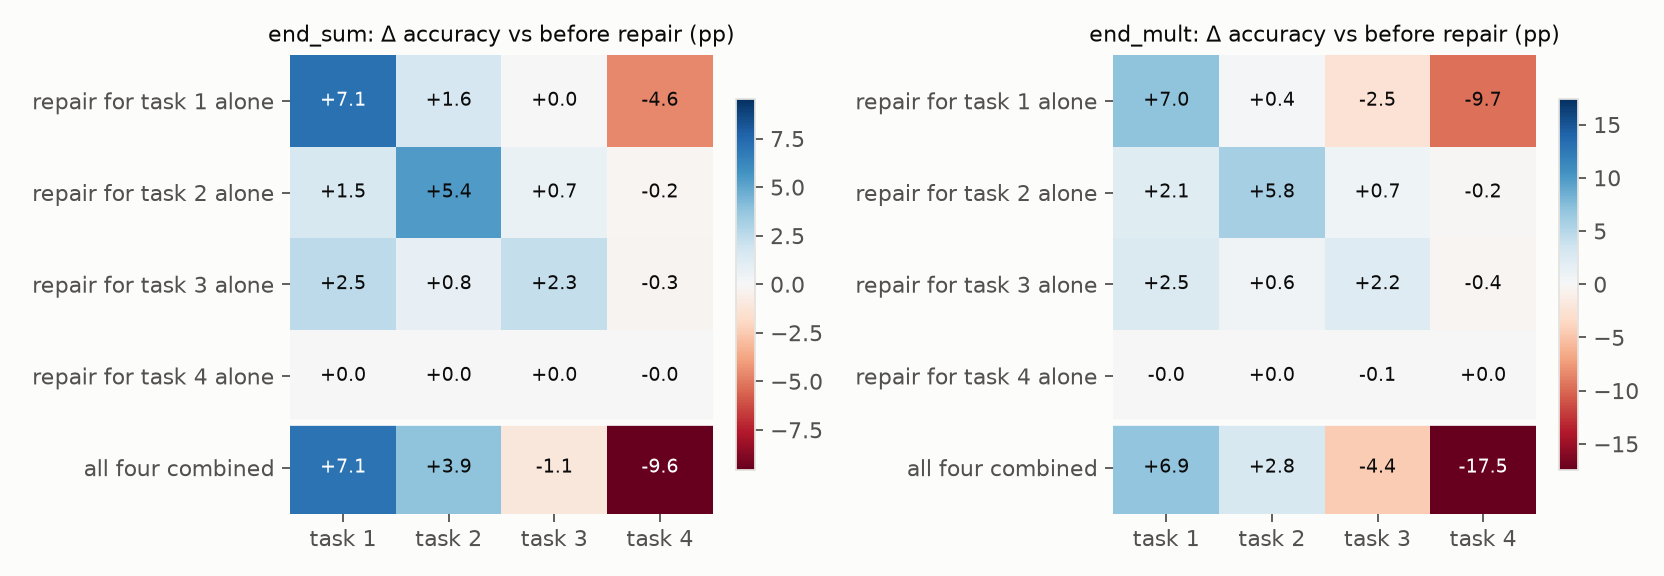 end_sum: Δ accuracy vs before repair (pp)
repair for task 1 alone
+7.1 +1.6 +0.0 -4.6
repair for task 2 alone
+1.5 +5.4 +0.7 -0.2
repair for task 3 alone
+2.5 +0.8 +2.3 -0.3
repair for task 4 alone
+0.0 +0.0 +0.0 -0.0
all four combined
+7.1 +3.9 -1.1 -9.6
task 1 task 2 task 3 task 4
7.5
5.0
2.5
0.0
−2.5
−5.0
−7.5
end_mult: Δ accuracy vs before repair (pp)
repair for task 1 alone
+7.0 +0.4 -2.5 -9.7
repair for task 2 alone
+2.1 +5.8 +0.7 -0.2
repair for task 3 alone
+2.5 +0.6 +2.2 -0.4
repair for task 4 alone
-0.0 +0.0 -0.1 +0.0
all four combined
+6.9 +2.8 -4.4 -17.5
task 1 task 2 task 3 task 4
15
10
5
0
−5
−10
−15